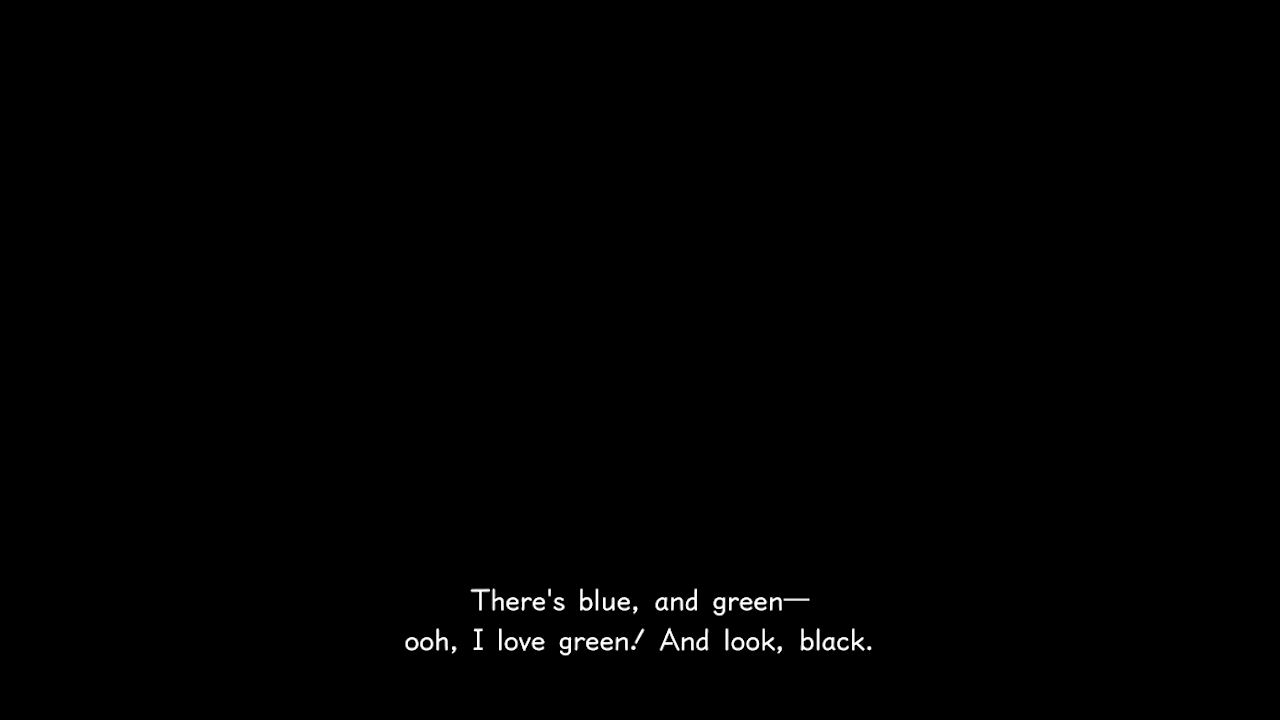 There's blue, and green—
ooh, I love green! And look, black.